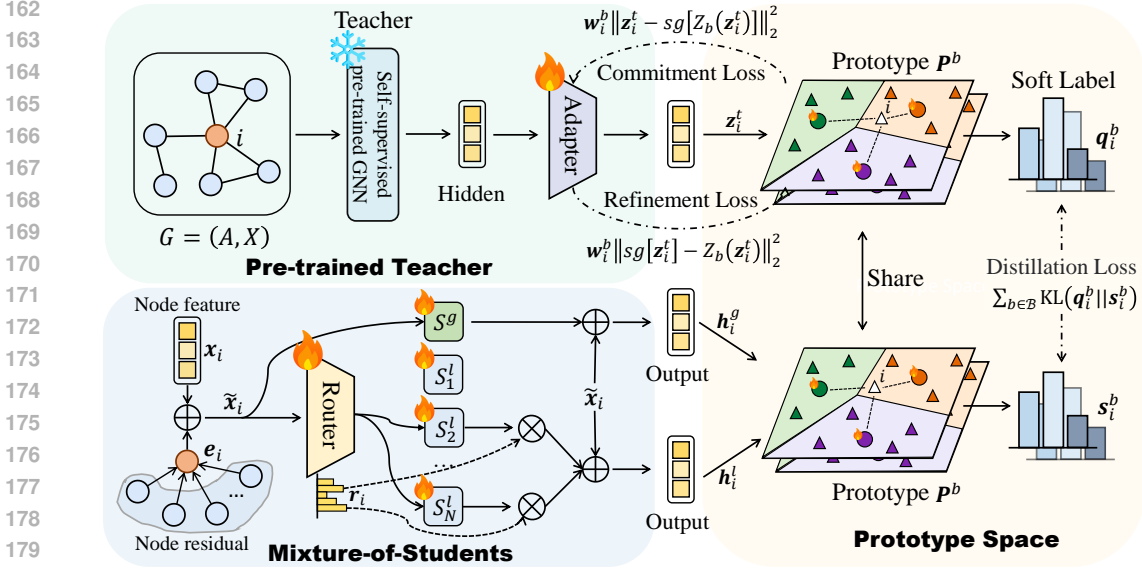 162
163
164
165
166
167
168
169
170
171
172
173
174
175
176
177
178
179
Teacher
Self-supervised
pre-trained GNN
i
G = (A, X)
Hidden
Adapter
w_i^b‖z_i^t − sg[Z_b(z_i^t)]‖_2^2
Commitment Loss
z_i^t
Refinement Loss
w_i^b‖sg[z_i^t] − Z_b(z_i^t)‖_2^2
Pre-trained Teacher
Prototype P^b
i
Soft Label
q_i^b
Share
Distillation Loss
∑_{b∈ℬ} KL(q_i^b||s_i^b)
Node feature
x_i
x̃_i
e_i
...
Node residual
Router
r_i
S^g
S_1^l
S_2^l
...
S_N^l
x̃_i
Output
h_i^g
Output
h_i^l
Mixture-of-Students
i
s_i^b
Prototype P^b
Prototype Space